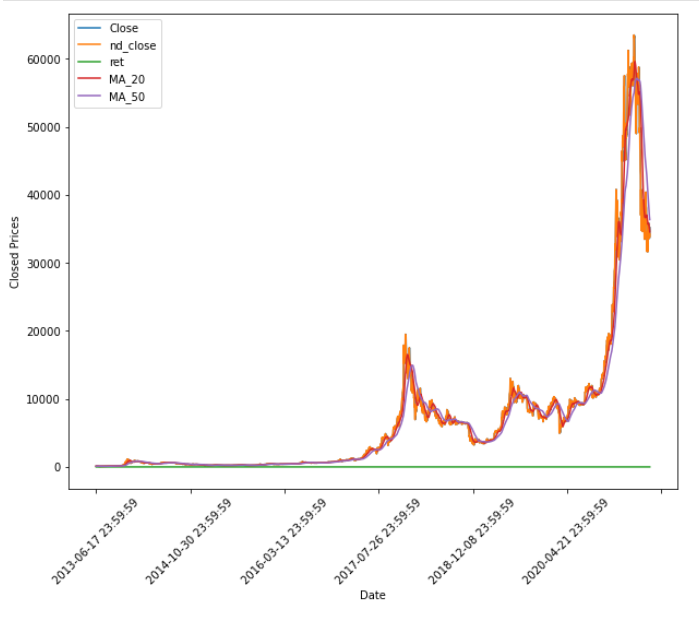 Close
nd_close
ret
MA_20
MA_50
60000
50000
40000
30000
20000
10000
0
Closed Prices
2013-06-17 23:59:59
2014-10-30 23:59:59
2016-03-13 23:59:59
2017-07-26 23:59:59
2018-12-08 23:59:59
2020-04-21 23:59:59
Date